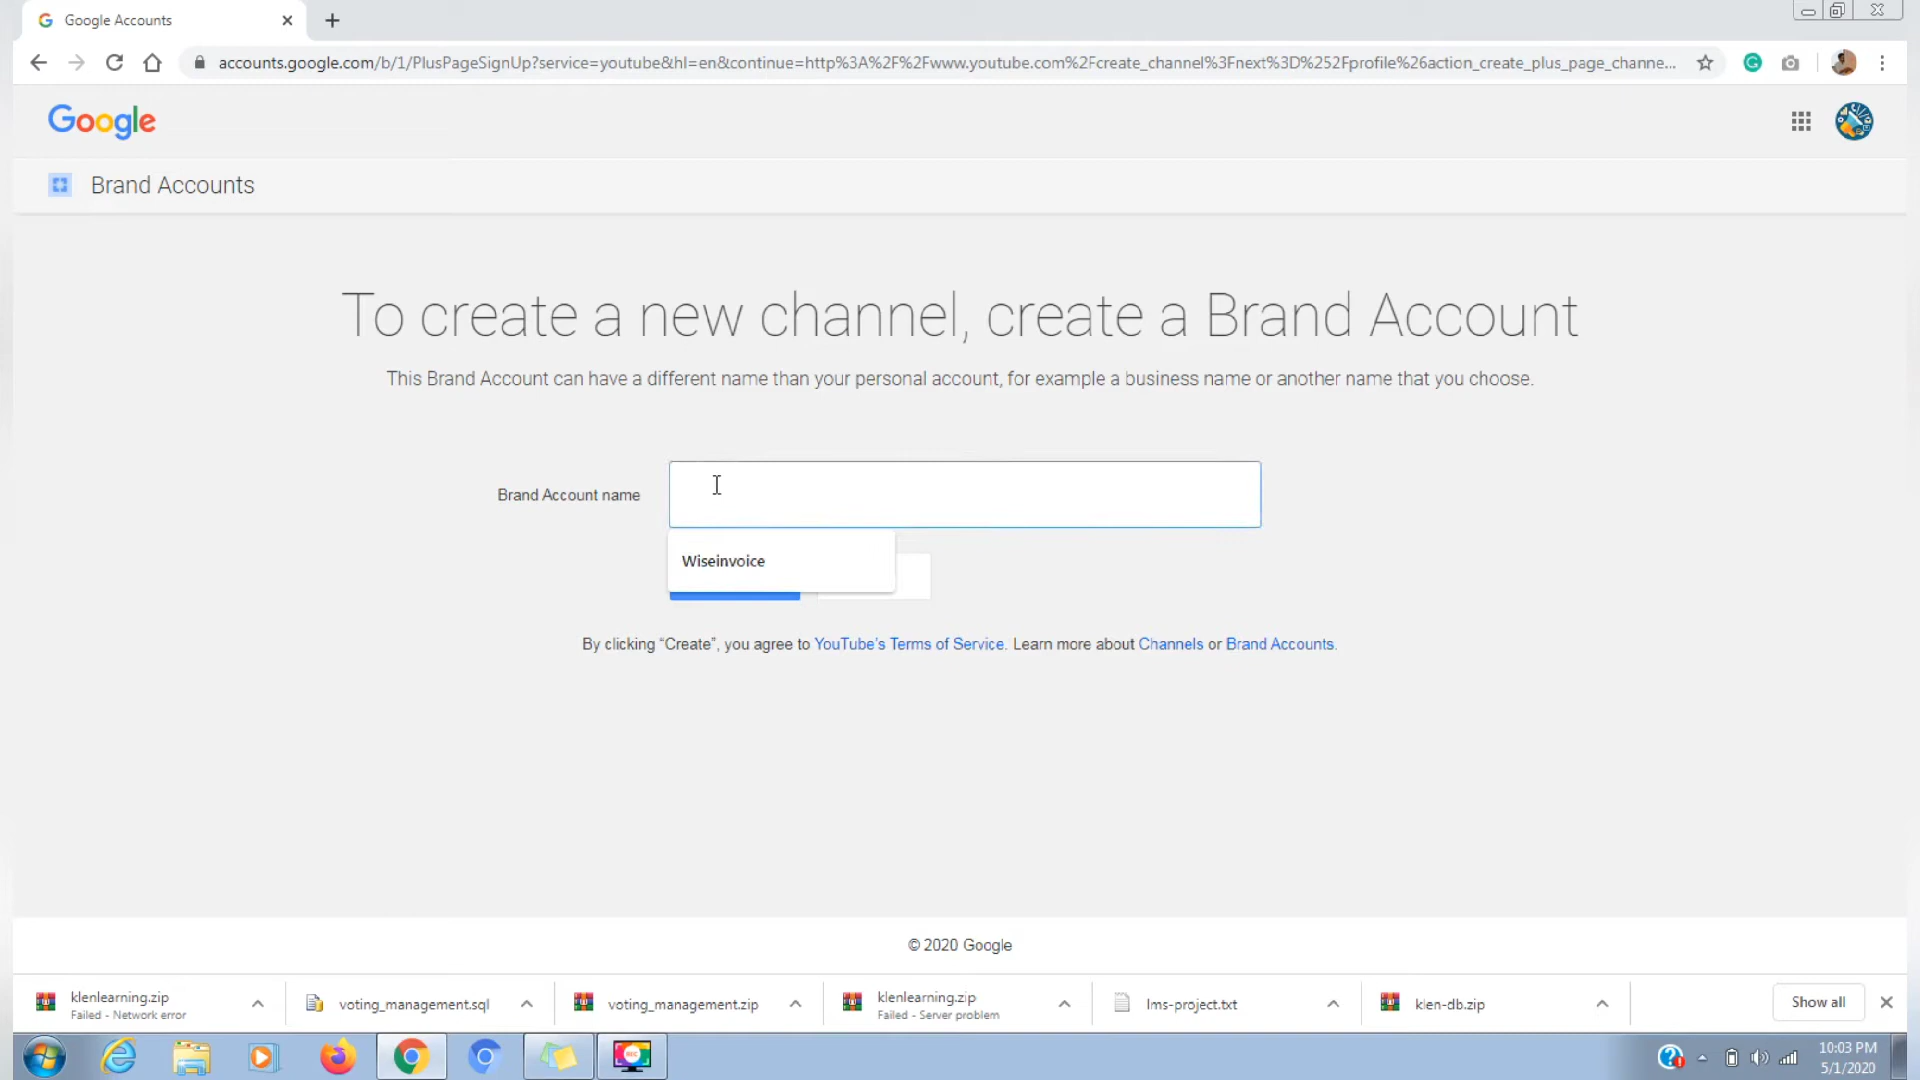 Google Accounts
accounts.google.com/b/1/PlusPageSignUp?service=youtube&hl=en&continue=http%3A%2F%2Fwww.youtube.com%2Fcreate_channel%3Fnext%3D%252Fprofile%26action_create_plus_page_channe...
Google
Brand Accounts
To create a new channel, create a Brand Account
This Brand Account can have a different name than your personal account, for example a business name or another name that you choose.
Brand Account name
Wiseinvoice
By clicking “Create”, you agree to YouTube's Terms of Service. Learn more about Channels or Brand Accounts.
© 2020 Google
klenlearning.zip
Failed - Network error
voting_management.sql
voting_management.zip
klenlearning.zip
Failed - Server problem
lms-project.txt
klen-db.zip
Show all
REC
10:03 PM
5/1/2020